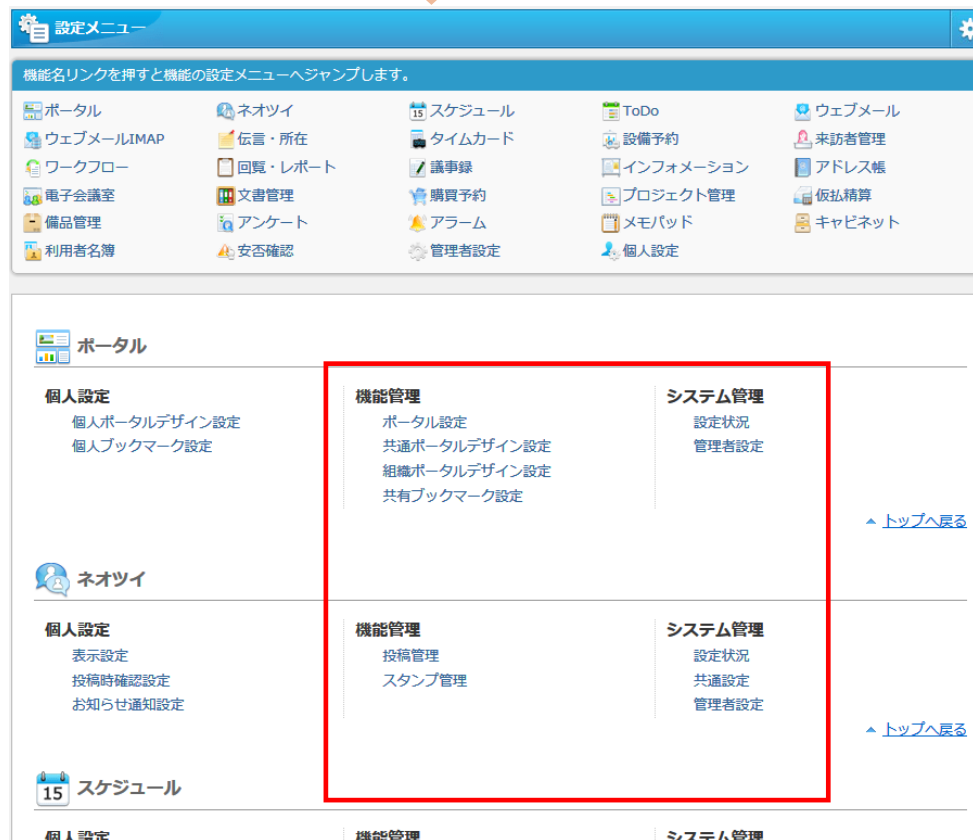 設定メニュー
機能名リンクを押すと機能の設定メニューへジャンプします。
ポータル ネオツイ 15 スケジュール ToDo ウェブメール
ウェブメールIMAP 伝言・所在 タイムカード 設備予約 来訪者管理
ワークフロー 回覧・レポート 議事録 インフォメーション アドレス帳
電子会議室 文書管理 購買予約 プロジェクト管理 仮払精算
備品管理 アンケート アラーム メモパッド キャビネット
利用者名簿 安否確認 管理者設定 個人設定
ポータル
個人設定 機能管理 システム管理
個人ポータルデザイン設定 ポータル設定 設定状況
個人ブックマーク設定 共通ポータルデザイン設定 管理者設定
組織ポータルデザイン設定
共有ブックマーク設定
トップへ戻る
ネオツイ
個人設定 機能管理 システム管理
表示設定 投稿管理 設定状況
投稿時確認設定 スタンプ管理 共通設定
お知らせ通知設定 管理者設定
トップへ戻る
15 スケジュール
個人設定 機能管理 システム管理